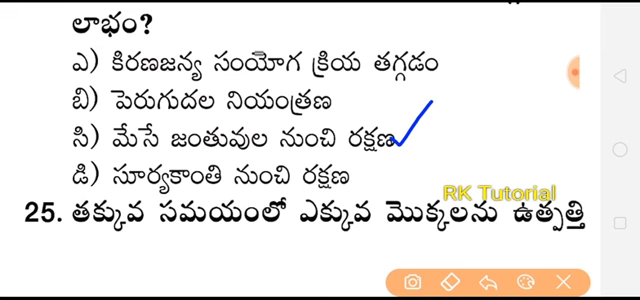 లాభం?
ఎ) కిరణజన్య సంయోగ క్రియ తగ్గడం
బి) పెరుగుదల నియంత్రణ
సి) మేసే జంతువుల నుంచి రక్షణ
డి) సూర్యకాంతి నుంచి రక్షణ
RK Tutorial
25. తక్కువ సమయంలో ఎక్కువ మొక్కలను ఉత్పత్తి